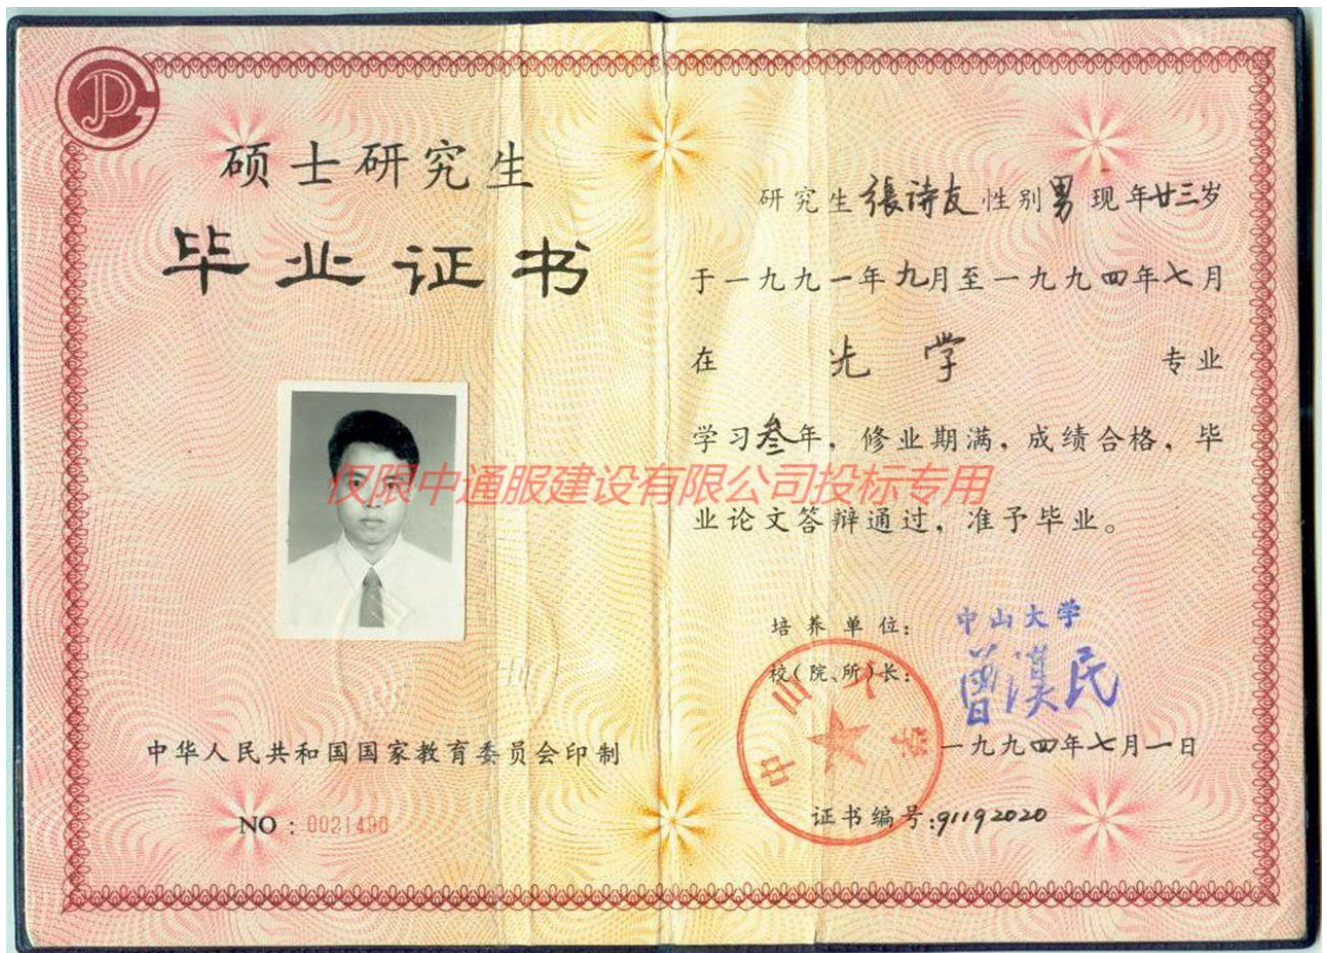 硕士研究生
毕业证书
仅限中通服建设有限公司投标专用
中华人民共和国国家教育委员会印制
NO：0021490
研究生張诗友性别男现年廿三岁
于一九九一年九月至一九九四年七月
在 光学 专业
学习叁年，修业期满，成绩合格，毕
业论文答辩通过，准予毕业。
培养单位：中山大学
校（院、所）长：曾汉民
中山大学
一九九四年七月一日
证书编号:91192020